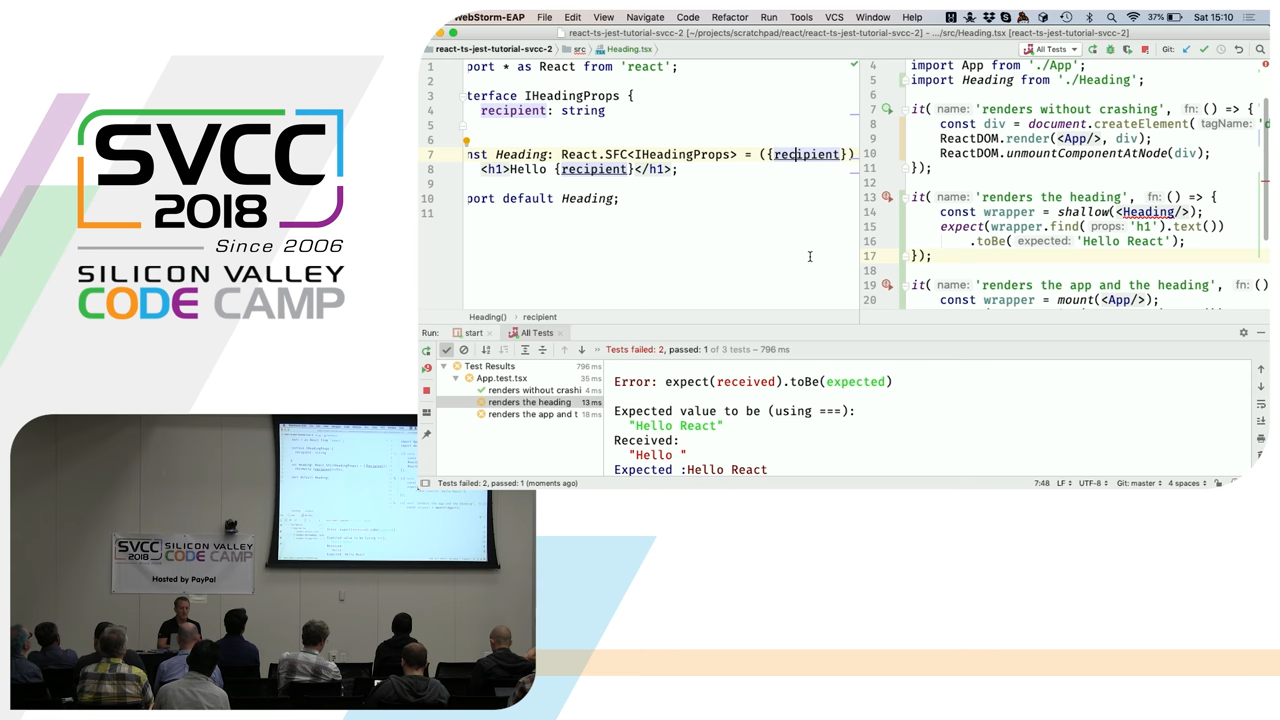 SVCC
2018
Since 2006
SILICON VALLEY
CODE CAMP
WebStorm-EAP File Edit View Navigate Code Refactor Run Tools VCS Window Help 37% Sat 15:10
react-ts-jest-tutorial-svcc-2 [~/projects/scratchpad/react/react-ts-jest-tutorial-svcc-2] - .../src/Heading.tsx [react-ts-jest-tutorial-svcc-2]
react-ts-jest-tutorial-svcc-2 src Heading.tsx All Tests Git:
1 port * as React from 'react';
2
3 terface IHeadingProps {
4 recipient: string
5
6
7 nst Heading: React.SFC<IHeadingProps> = ({recipient})
8 <h1>Hello {recipient}</h1>;
9
10 port default Heading;
11
4 import App from './App';
5 import Heading from './Heading';
6
7 it( name: 'renders without crashing', fn: () => {
8 const div = document.createElement( tagName: 'd
9 ReactDOM.render(<App/>, div);
10 ReactDOM.unmountComponentAtNode(div);
11 });
12
13 it( name: 'renders the heading', fn: () => {
14 const wrapper = shallow(<Heading/>);
15 expect(wrapper.find( props: 'h1').text())
16 .toBe( expected: 'Hello React');
17 });
18
19 it( name: 'renders the app and the heading', fn: ()
20 const wrapper = mount(<App/>);
Heading() recipient
Run: start All Tests
Tests failed: 2, passed: 1 of 3 tests – 796 ms
Test Results 796 ms
App.test.tsx 35 ms
renders without crashi 4 ms
renders the heading 13 ms
renders the app and t 18 ms
Error: expect(received).toBe(expected)
Expected value to be (using ===):
"Hello React"
Received:
"Hello "
Expected :Hello React
Tests failed: 2, passed: 1 (moments ago) 7:48 LF UTF-8 Git: master 4 spaces
SVCC
2018
SILICON VALLEY
CODE CAMP
Hosted by PayPal